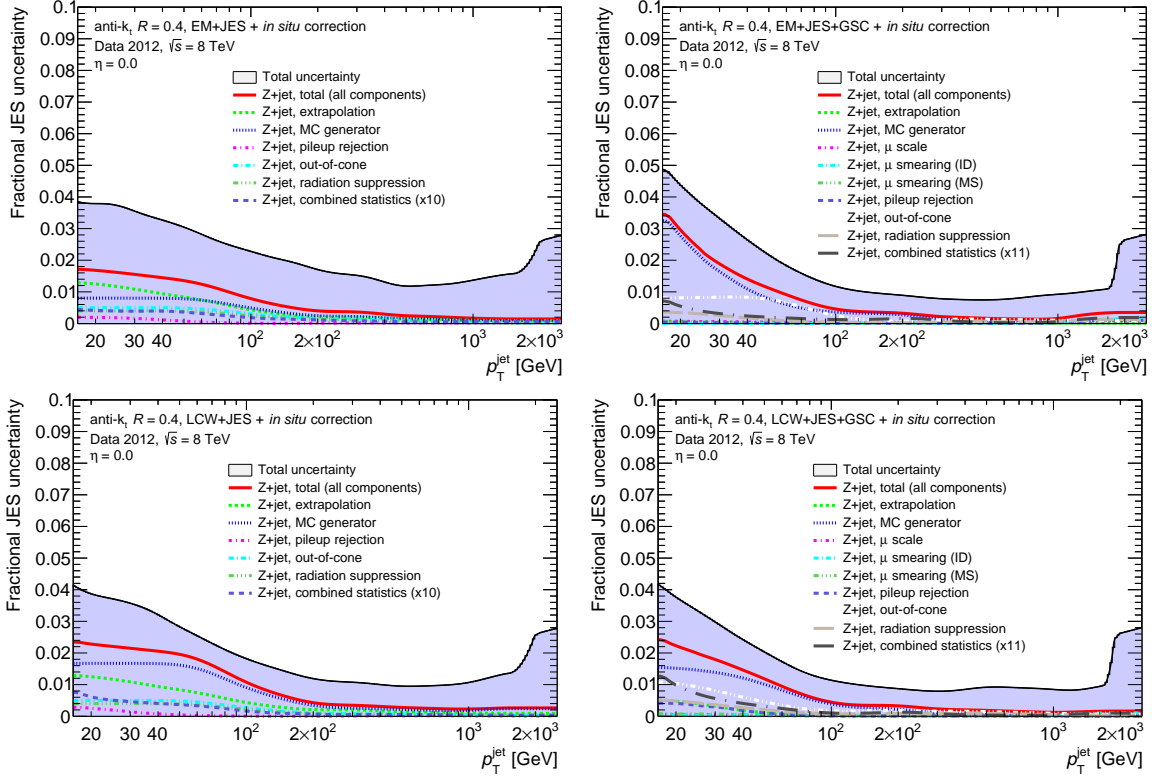 anti-kt R = 0.4, EM+JES + in situ correction
Data 2012, √s = 8 TeV
η = 0.0
Total uncertainty
Z+jet, total (all components)
Z+jet, extrapolation
Z+jet, MC generator
Z+jet, pileup rejection
Z+jet, out-of-cone
Z+jet, radiation suppression
Z+jet, combined statistics (x10)
Fractional JES uncertainty
0.1
0.09
0.08
0.07
0.06
0.05
0.04
0.03
0.02
0.01
0
20 30 40 10² 2×10² 10³ 2×10³
pT^jet [GeV]
anti-kt R = 0.4, EM+JES+GSC + in situ correction
Data 2012, √s = 8 TeV
η = 0.0
Total uncertainty
Z+jet, total (all components)
Z+jet, extrapolation
Z+jet, MC generator
Z+jet, μ scale
Z+jet, μ smearing (ID)
Z+jet, μ smearing (MS)
Z+jet, pileup rejection
Z+jet, out-of-cone
Z+jet, radiation suppression
Z+jet, combined statistics (x11)
Fractional JES uncertainty
0.1
0.09
0.08
0.07
0.06
0.05
0.04
0.03
0.02
0.01
0
20 30 40 10² 2×10² 10³ 2×10³
pT^jet [GeV]
anti-kt R = 0.4, LCW+JES + in situ correction
Data 2012, √s = 8 TeV
η = 0.0
Total uncertainty
Z+jet, total (all components)
Z+jet, extrapolation
Z+jet, MC generator
Z+jet, pileup rejection
Z+jet, out-of-cone
Z+jet, radiation suppression
Z+jet, combined statistics (x10)
Fractional JES uncertainty
0.1
0.09
0.08
0.07
0.06
0.05
0.04
0.03
0.02
0.01
0
20 30 40 10² 2×10² 10³ 2×10³
pT^jet [GeV]
anti-kt R = 0.4, LCW+JES+GSC + in situ correction
Data 2012, √s = 8 TeV
η = 0.0
Total uncertainty
Z+jet, total (all components)
Z+jet, extrapolation
Z+jet, MC generator
Z+jet, μ scale
Z+jet, μ smearing (ID)
Z+jet, μ smearing (MS)
Z+jet, pileup rejection
Z+jet, out-of-cone
Z+jet, radiation suppression
Z+jet, combined statistics (x11)
Fractional JES uncertainty
0.1
0.09
0.08
0.07
0.06
0.05
0.04
0.03
0.02
0.01
0
20 30 40 10² 2×10² 10³ 2×10³
pT^jet [GeV]